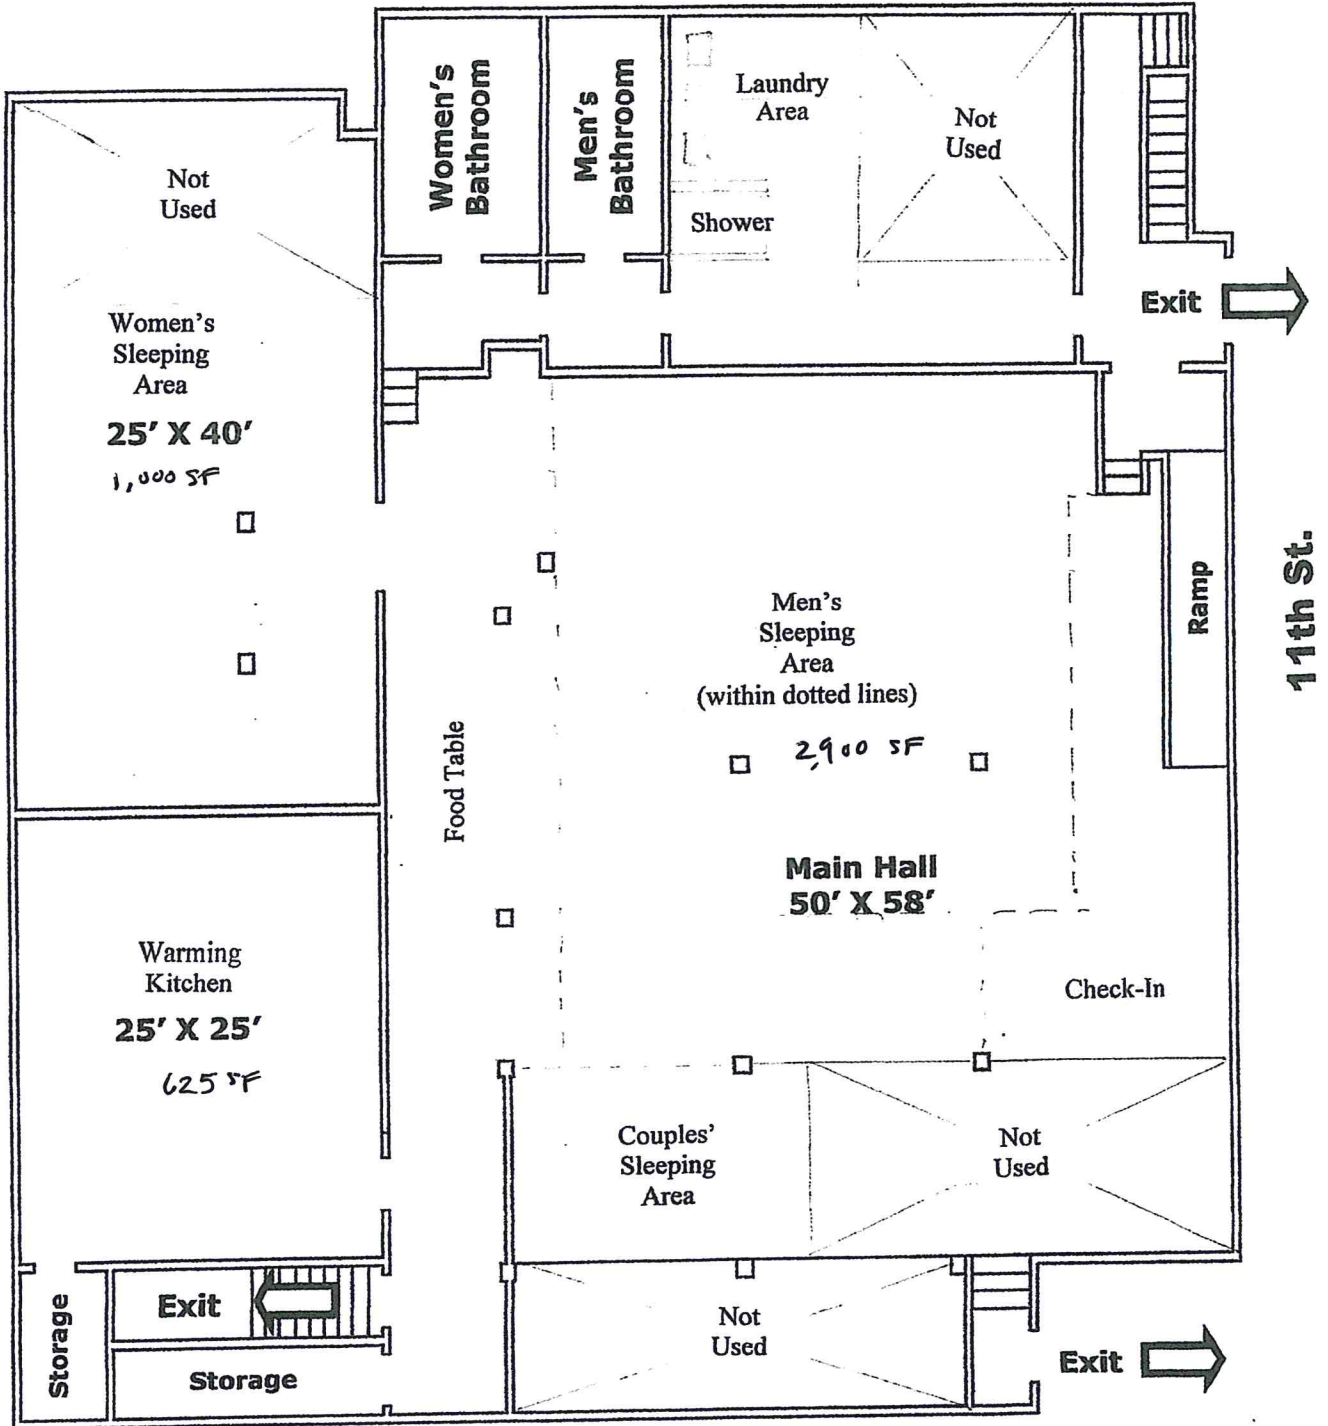 Women's
Bathroom
Men's
Bathroom
Laundry
Area
Not
Used
Shower
Exit
Not
Used
Women's
Sleeping
Area
25' X 40'
1,000 SF
Men's
Sleeping
Area
(within dotted lines)
2,900 SF
Ramp
11th St.
Food Table
Main Hall
50' X 58'
Warming
Kitchen
25' X 25'
625 SF
Check-In
Couples'
Sleeping
Area
Not
Used
Storage
Exit
Storage
Not
Used
Exit